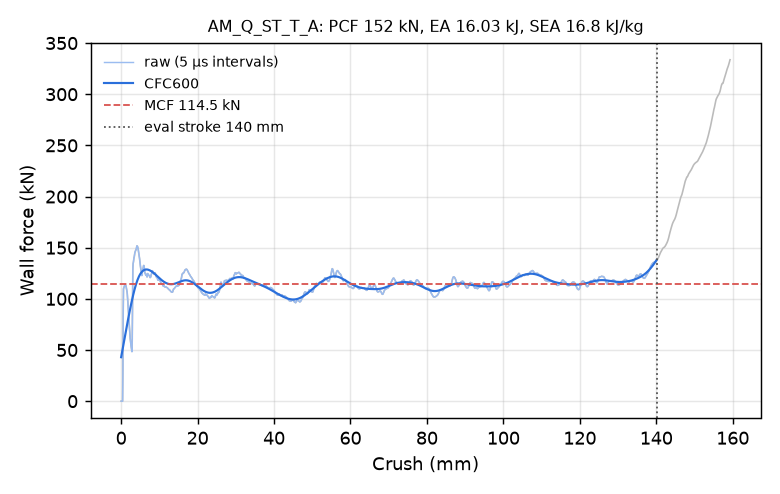 AM_Q_ST_T_A: PCF 152 kN, EA 16.03 kJ, SEA 16.8 kJ/kg
raw (5 µs intervals)
CFC600
MCF 114.5 kN
eval stroke 140 mm
Wall force (kN)
350
300
250
200
150
100
50
0
0 20 40 60 80 100 120 140 160
Crush (mm)